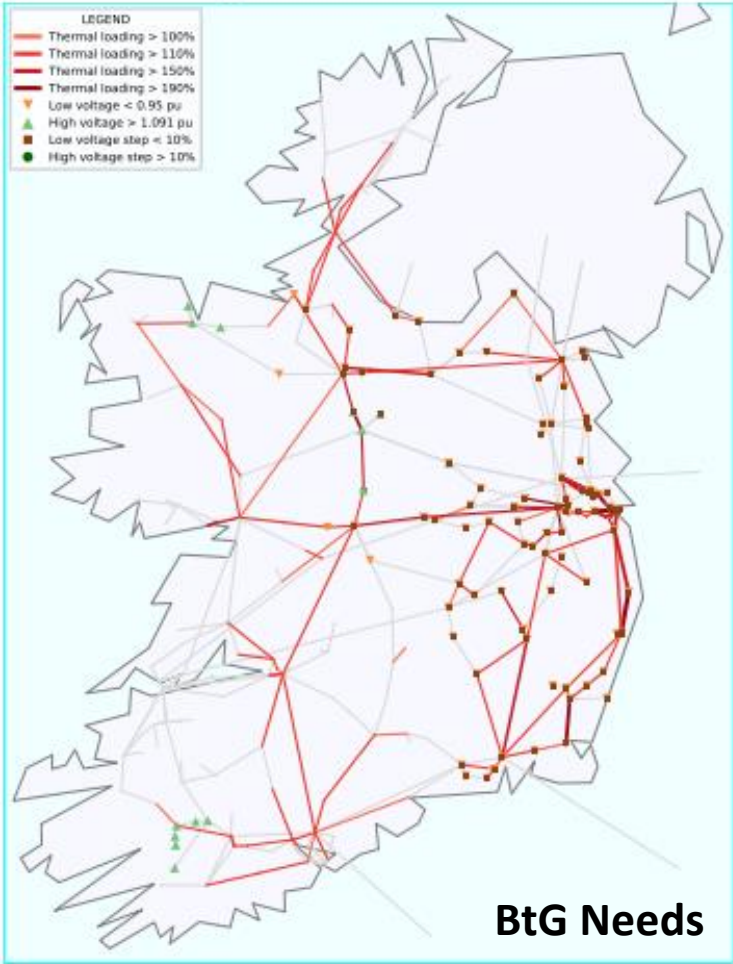 LEGEND
Thermal loading > 100%
Thermal loading > 110%
Thermal loading > 150%
Thermal loading > 190%
Low voltage < 0.95 pu
High voltage > 1.091 pu
Low voltage step < 10%
High voltage step > 10%
BtG Needs